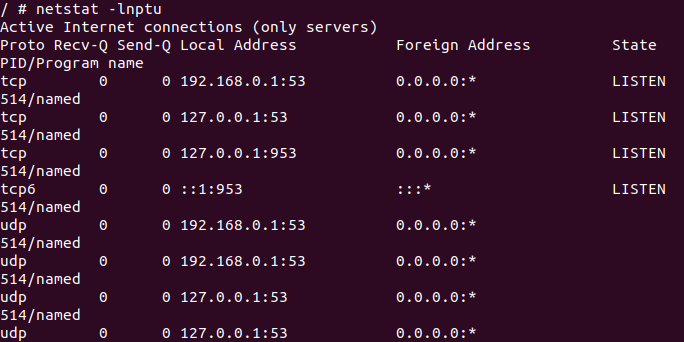 / # netstat -lnptu
Active Internet connections (only servers)
Proto Recv-Q Send-Q Local Address           Foreign Address         State
PID/Program name
tcp        0      0 192.168.0.1:53          0.0.0.0:*               LISTEN
514/named
tcp        0      0 127.0.0.1:53            0.0.0.0:*               LISTEN
514/named
tcp        0      0 127.0.0.1:953           0.0.0.0:*               LISTEN
514/named
tcp6       0      0 ::1:953                 :::*                    LISTEN
514/named
udp        0      0 192.168.0.1:53          0.0.0.0:*
514/named
udp        0      0 192.168.0.1:53          0.0.0.0:*
514/named
udp        0      0 127.0.0.1:53            0.0.0.0:*
514/named
udp        0      0 127.0.0.1:53            0.0.0.0:*